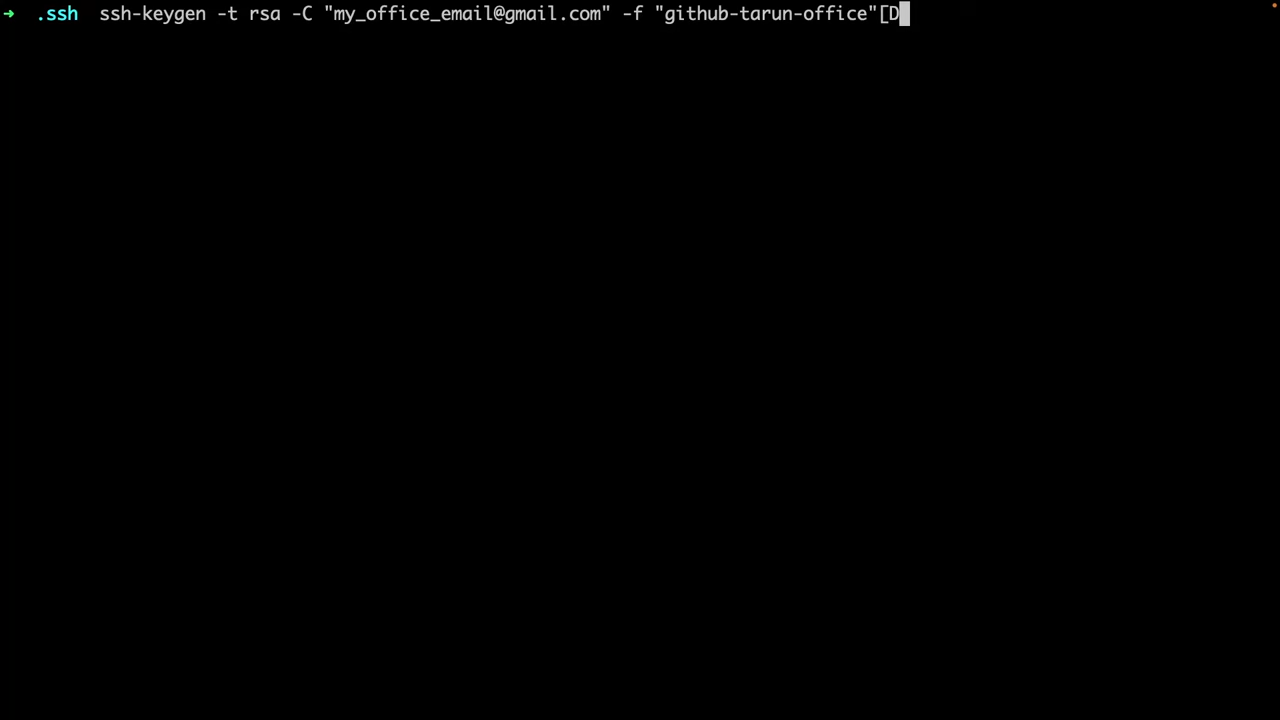 ➜ .ssh ssh-keygen -t rsa -C "my_office_email@gmail.com" -f "github-tarun-office"[D